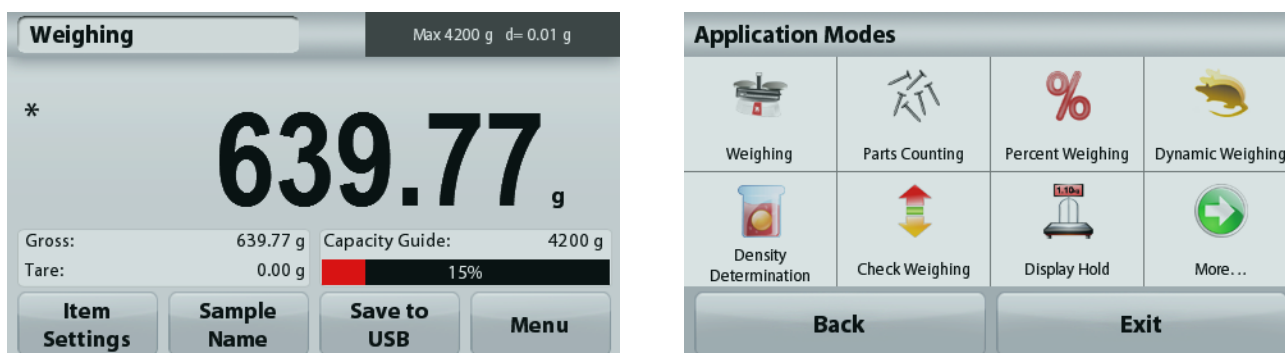 Weighing
Max 4200 g d= 0.01 g
*
639.77 g
Gross: 639.77 g
Tare: 0.00 g
Capacity Guide: 4200 g
15%
Item
Settings
Sample
Name
Save to
USB
Menu
Application Modes
Weighing
Parts Counting
%
Percent Weighing
Dynamic Weighing
Density
Determination
Check Weighing
1.10kg
Display Hold
More...
Back
Exit